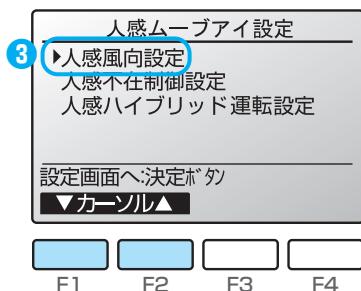 人感ムーブアイ設定
3 ▶人感風向設定
人感不在制御設定
人感ハイブリッド運転設定
設定画面へ:決定ボタン
▼カーソル▲
F1 F2 F3 F4